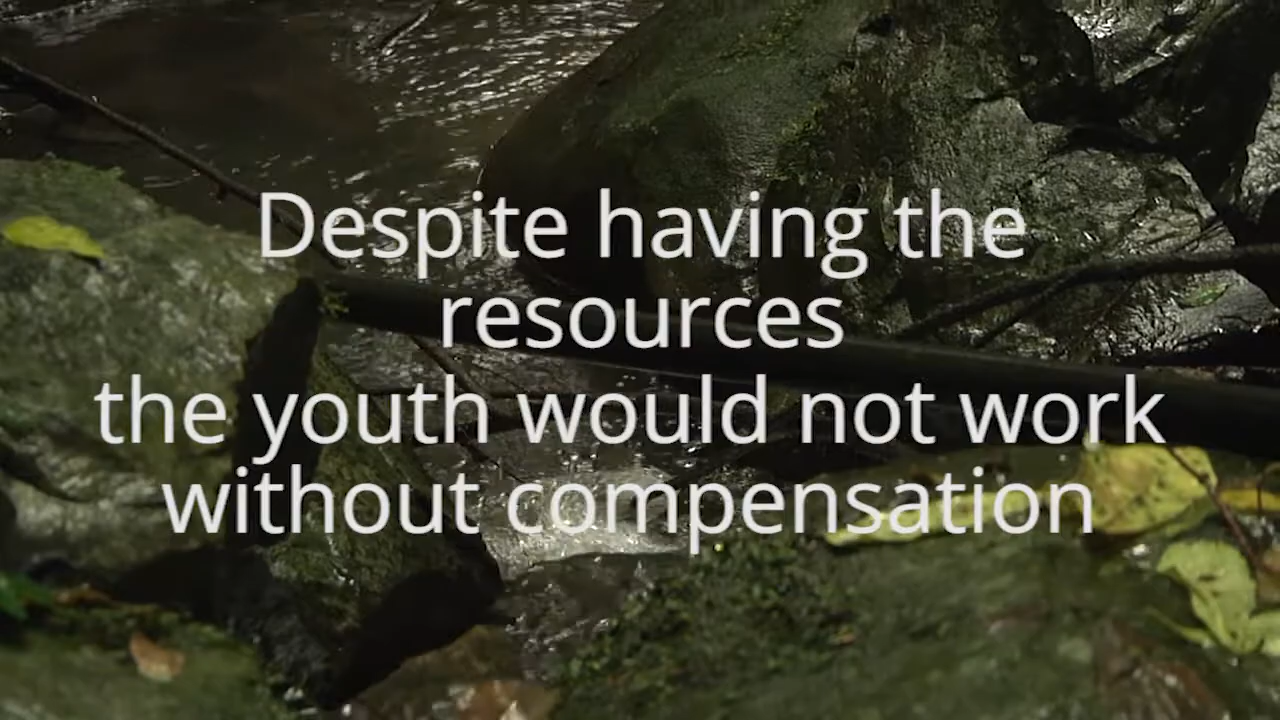 Despite having the
resources
the youth would not work
without compensation